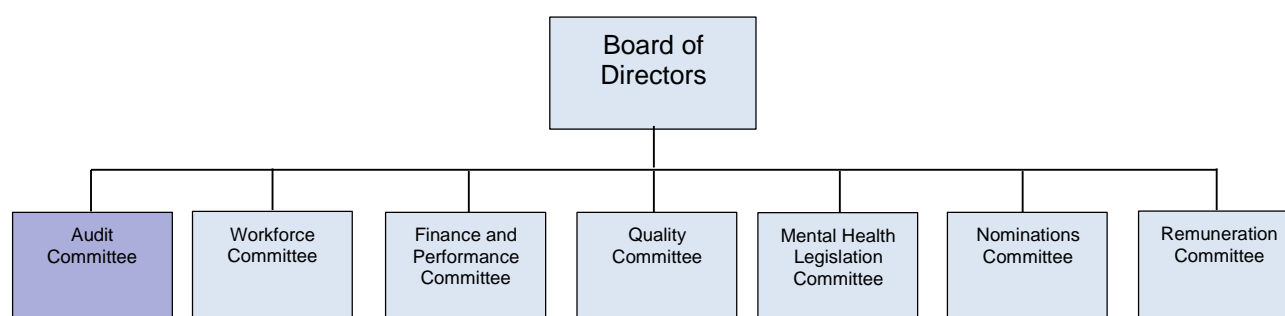 Board of
Directors
Audit
Committee
Workforce
Committee
Finance and
Performance
Committee
Quality
Committee
Mental Health
Legislation
Committee
Nominations
Committee
Remuneration
Committee